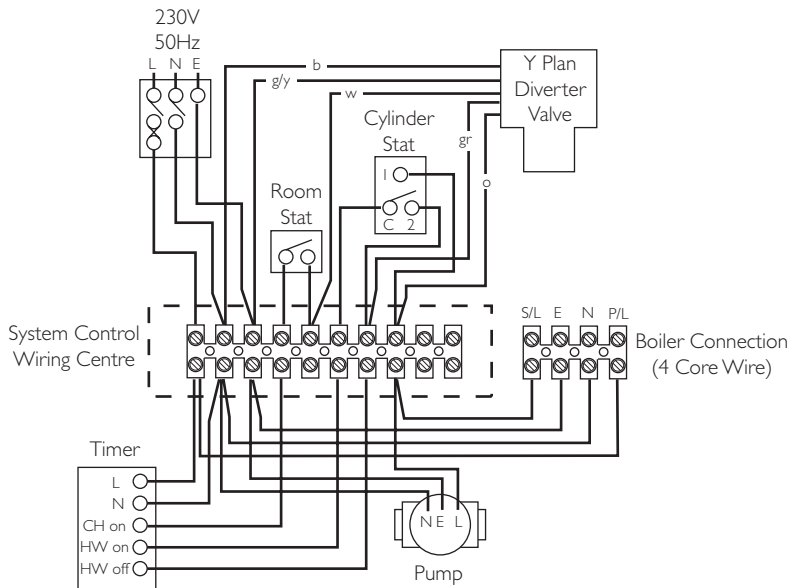 230V
50Hz
L N E
b
g/y
w
gr
o
Y Plan
Diverter
Valve
Cylinder
Stat
1
C 2
Room
Stat
System Control
Wiring Centre
S/L E N P/L
Boiler Connection
(4 Core Wire)
Timer
L
N
CH on
HW on
HW off
N E L
Pump